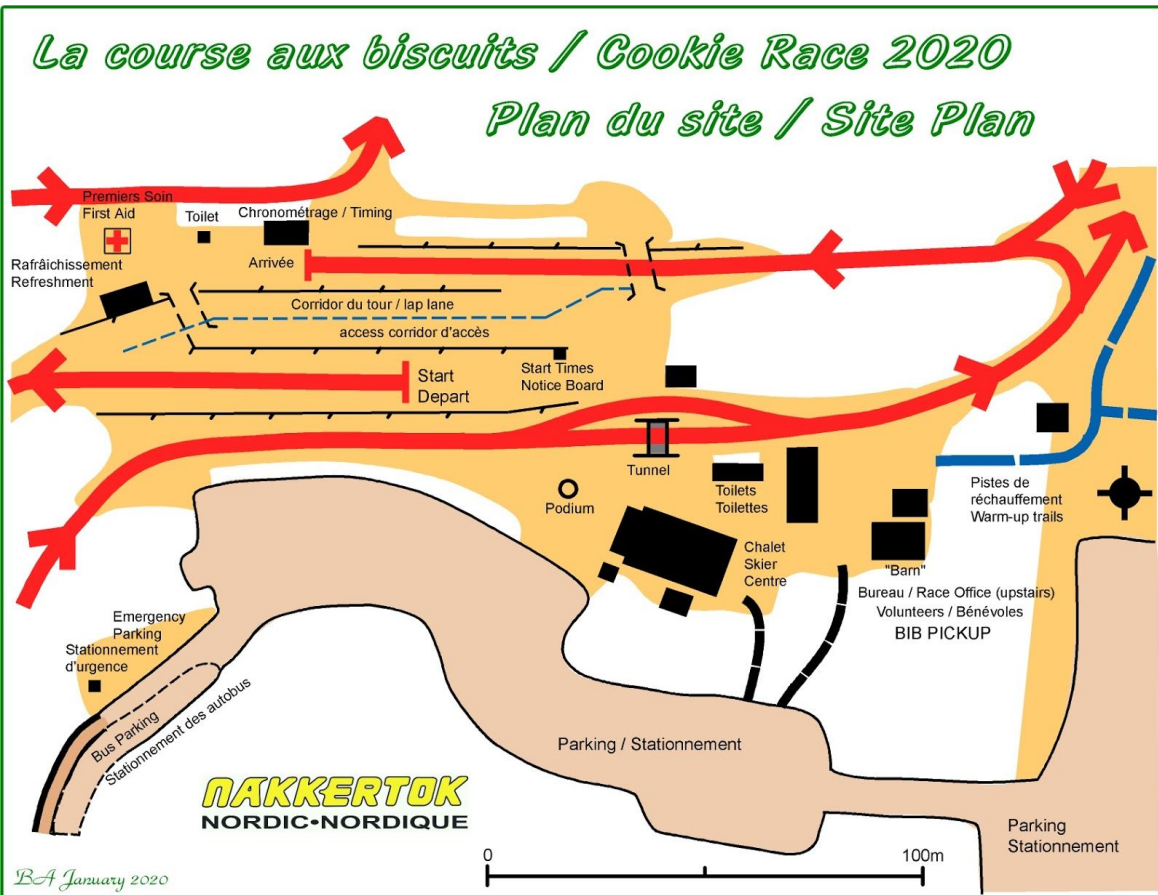 La course aux biscuits / Cookie Race 2020
Plan du site / Site Plan
Premiers Soin
First Aid
Toilet
Chronométrage / Timing
Arrivée
Rafrâichissement
Refreshment
Corridor du tour / lap lane
access corridor d'accès
Start
Depart
Start Times
Notice Board
Tunnel
Podium
Toilets
Toilettes
Pistes de
réchauffement
Warm-up trails
Chalet
Skier
Centre
"Barn"
Bureau / Race Office (upstairs)
Volunteers / Bénévoles
BIB PICKUP
Emergency
Parking
Stationnement
d'urgence
Bus Parking
Stationnement des autobus
Parking / Stationnement
Parking
Stationnement
NAKKERTOK
NORDIC•NORDIQUE
0
100m
BA January 2020